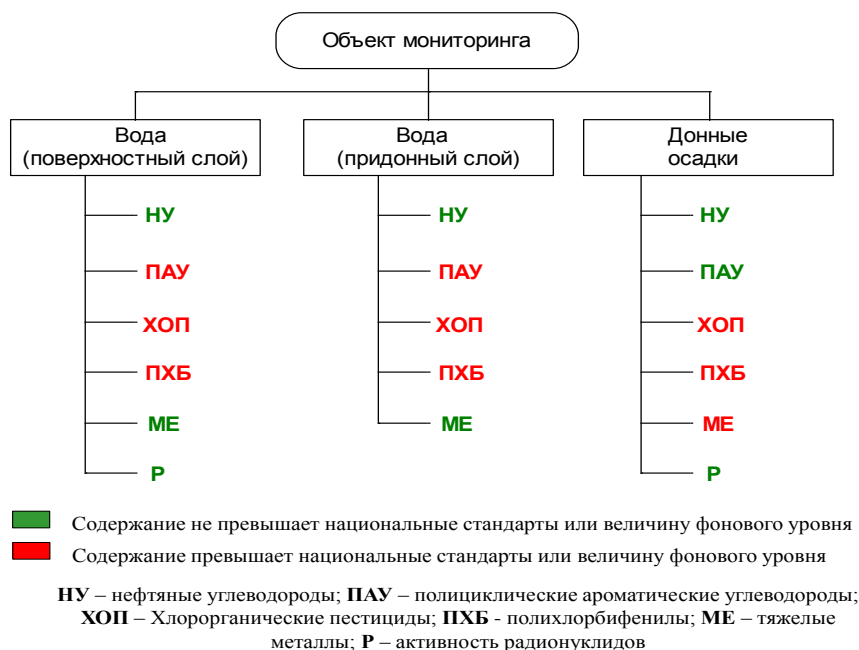 Объект мониторинга
Вода
(поверхностный слой)
НУ
ПАУ
ХОП
ПХБ
МЕ
Р
Вода
(придонный слой)
НУ
ПАУ
ХОП
ПХБ
МЕ
Донные
осадки
НУ
ПАУ
ХОП
ПХБ
МЕ
Р
Содержание не превышает национальные стандарты или величину фонового уровня
Содержание превышает национальные стандарты или величину фонового уровня
НУ – нефтяные углеводороды; ПАУ – полициклические ароматические углеводороды;
ХОП – Хлорорганические пестициды; ПХБ - полихлорбифенилы; МЕ – тяжелые
металлы; Р – активность радионуклидов